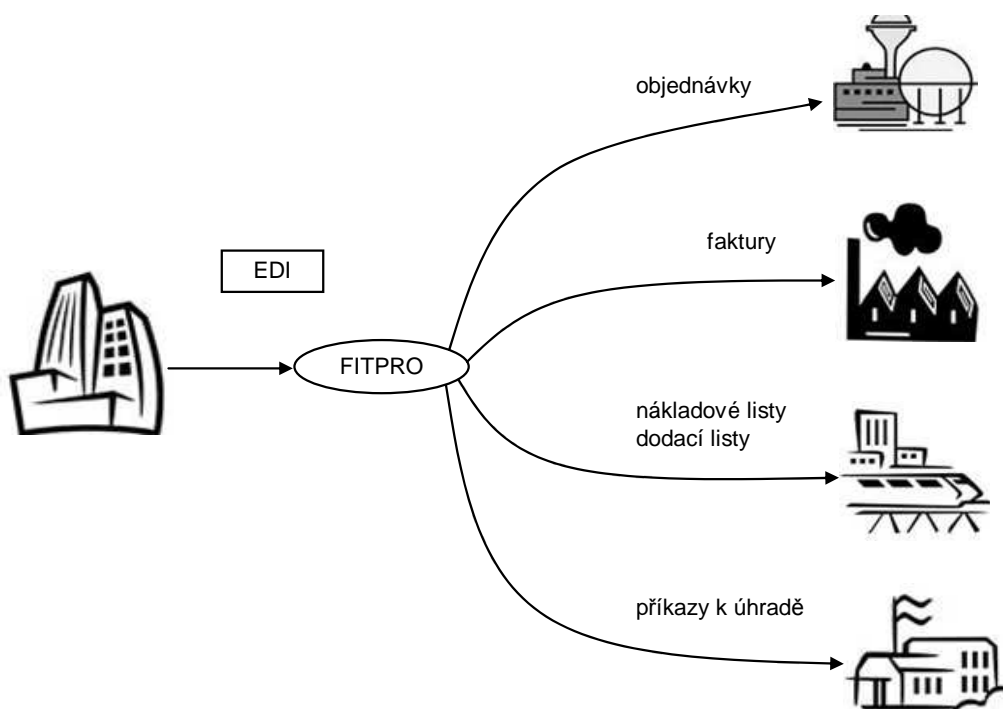 objednávky
faktury
EDI
FITPRO
nákladové listy
dodací listy
příkazy k úhradě